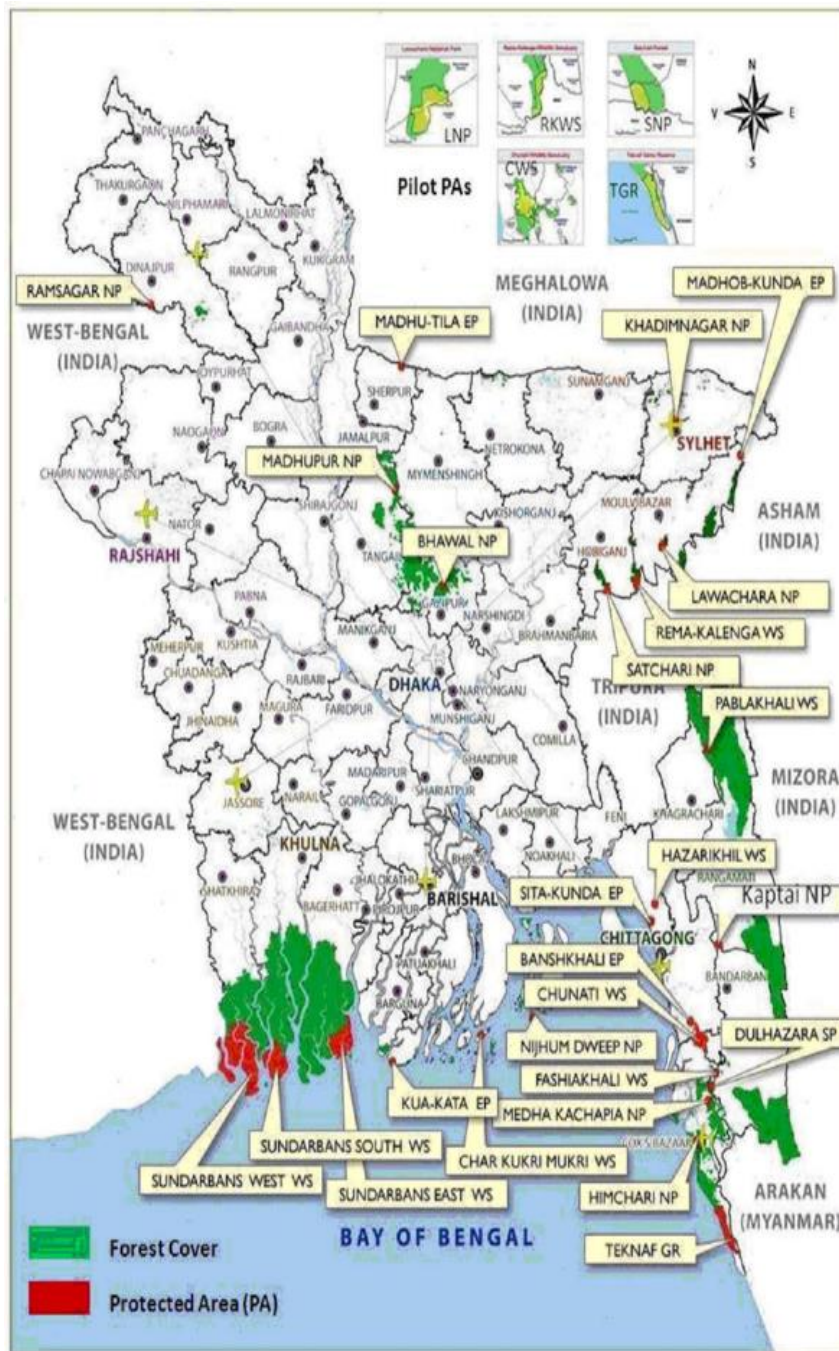 LNP
RKWS
SNP
Pilot PAs
CWS
TGR
N
V
E
S
PANCHAGARH
THAKURGAON
NILPHAMARI
LALMONIRHAT
KURIGRAM
DINAJPUR
RANGPUR
RAMSAGAR NP
MEGHALOWA
(INDIA)
MADHOB-KUNDA EP
WEST-BENGAL
(INDIA)
GAIBANDHA
MADHU-TILA EP
KHADIMNAGAR NP
JOYPURHAT
SHERPUR
SUNAMGANJ
NAOGAON
BOGRA
JAMALPUR
NETROKONA
SYLHET
MADHUPUR NP
MYMENSHINGH
CHAPAI NOWABGANJ
SHIRAJGONJ
KISHORGANJ
MOULVIBAZAR
ASHAM
(INDIA)
NATOR
RAJSHAHI
TANGAIL
BHAWAL NP
HOBIGANJ
LAWACHARA NP
PABNA
GAZIPUR
NARSHINGDI
KUSHTIA
MANIKGANJ
BRAHMANBARIA
REMA-KALENGA WS
MEHERPUR
SATCHARI NP
CHUADANGA
RAJBARI
DHAKA
NARYONGANJ
TRIPURA
(INDIA)
JHINAIDHA
MAGURA
FARIDPUR
MUNSHIGANJ
PABLAKHALI WS
COMILLA
CHANDPUR
MADARIPUR
SHARIATPUR
MIZORA
(INDIA)
JASSORE
NARAIL
GOPALGONJ
LAKSHMIPUR
FENI
KHAGRACHARI
WEST-BENGAL
(INDIA)
KHULNA
NOAKHALI
BHOLA
HAZARIKHIL WS
RANGAMATI
SHATKHIRA
JHALOKATHI
SITA-KUNDA EP
Kaptai NP
BAGERHATT
PIROJPUR
BARISHAL
CHITTAGONG
PATUAKHALI
BANSHKHALI EP
BANDARBAN
BARGUNA
CHUNATI WS
DULHAZARA SP
NIJHUM DWEEP NP
FASHIAKHALI WS
KUA-KATA EP
MEDHA KACHAPIA NP
SUNDARBANS SOUTH WS
COX'S BAZAAR
CHAR KUKRI MUKRI WS
SUNDARBANS WEST WS
SUNDARBANS EAST WS
HIMCHARI NP
ARAKAN
(MYANMAR)
BAY OF BENGAL
TEKNAF GR
Forest Cover
Protected Area (PA)